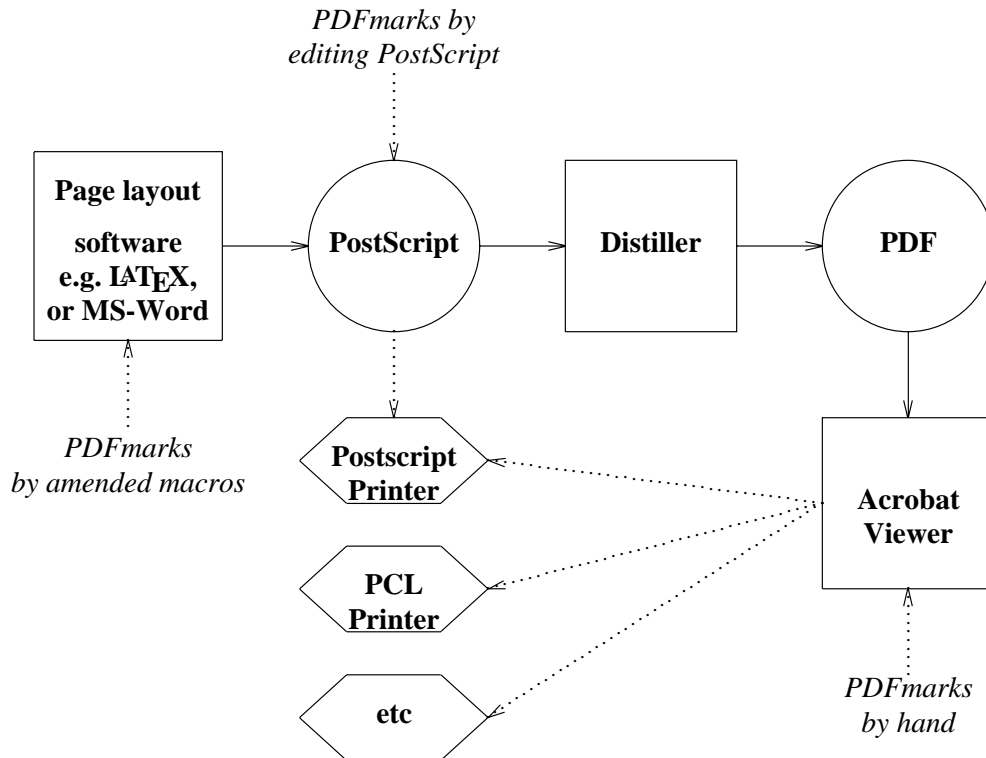 PDFmarks by
editing PostScript
Page layout
software
e.g. LATEX,
or MS-Word
PostScript
Distiller
PDF
PDFmarks
by amended macros
Postscript
Printer
Acrobat
Viewer
PCL
Printer
etc
PDFmarks
by hand